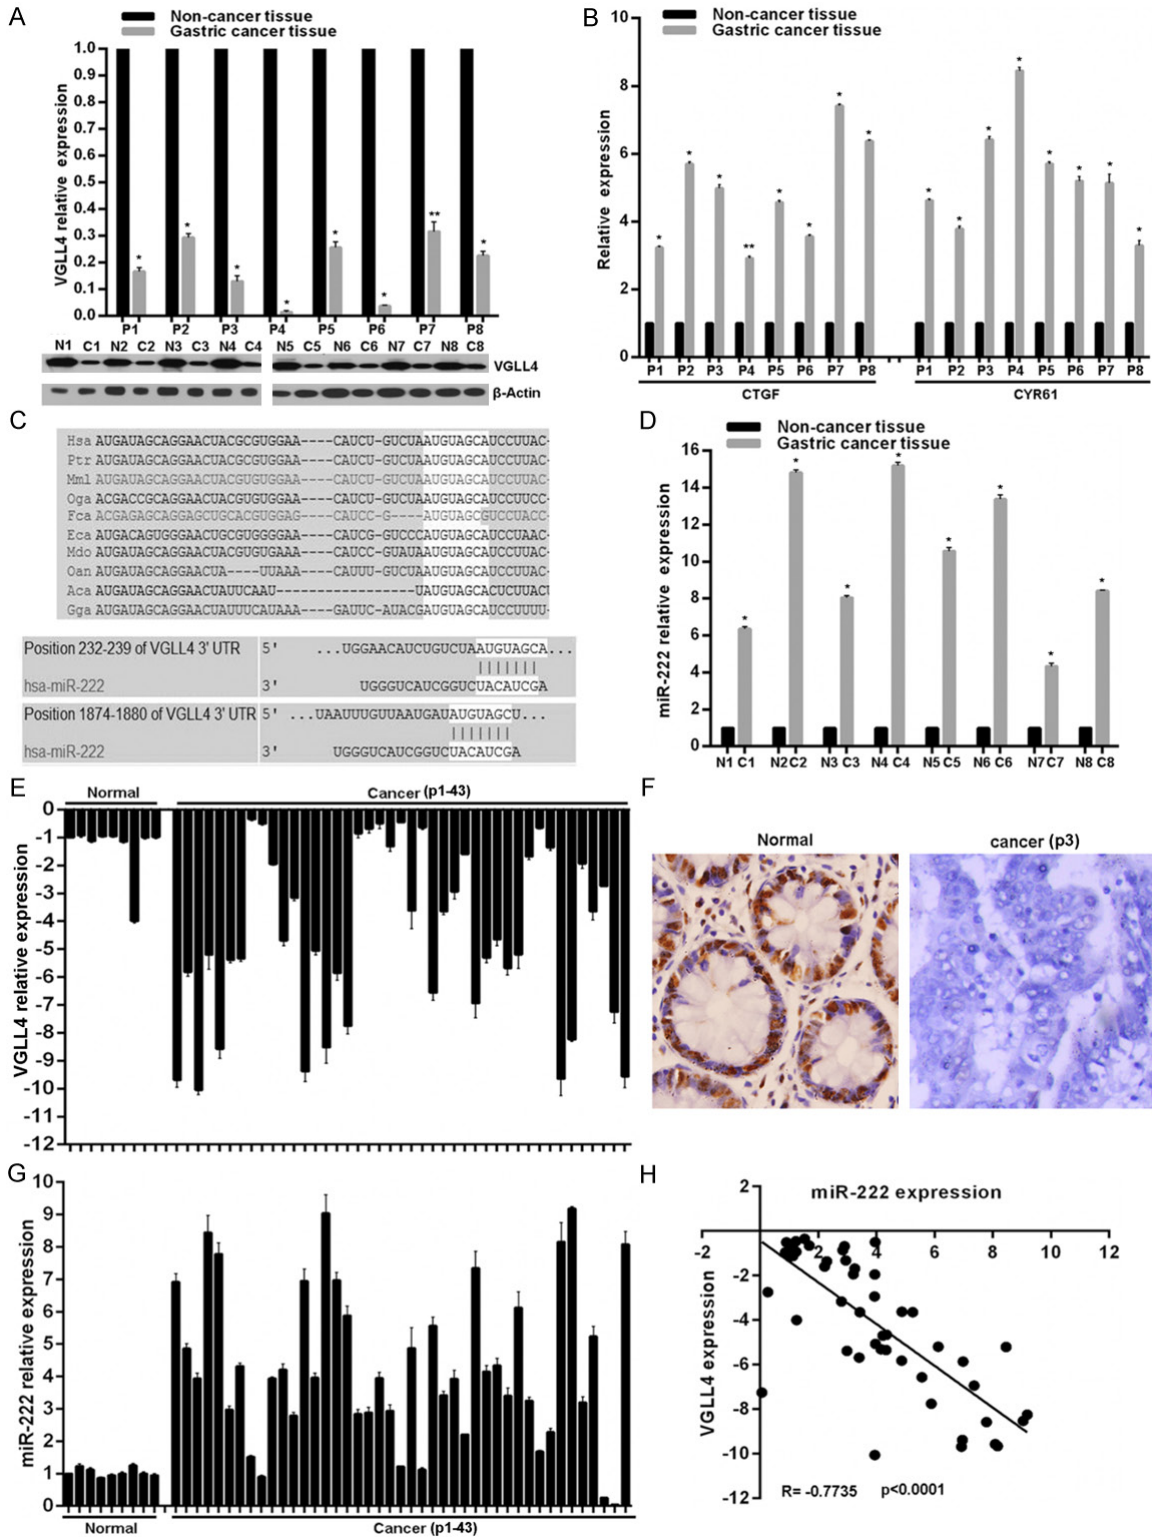 A
Non-cancer tissue
Gastric cancer tissue
VGLL4 relative expression
1.0
0.9
0.8
0.7
0.6
0.5
0.4
0.3
0.2
0.1
0.0
* * * * * * ** *
P1 P2 P3 P4 P5 P6 P7 P8
N1 C1 N2 C2 N3 C3 N4 C4 N5 C5 N6 C6 N7 C7 N8 C8
VGLL4
β-Actin
B
Non-cancer tissue
Gastric cancer tissue
Relative expression
10
8
6
4
2
0
* * * ** * * * * * * * * * * * *
P1 P2 P3 P4 P5 P6 P7 P8 P1 P2 P3 P4 P5 P6 P7 P8
CTGF CYR61
C
Hsa AUGAUAGCAGGAACUACGCGUGGAA----CAUCU-GUCUAAUGUAGCAUCCUUAC-
Ptr AUGAUAGCAGGAACUACGCGUGGAA----CAUCU-GUCUAAUGUAGCAUCCUUAC-
Mml AUGAUAGCAGGAACUACGCGUGGAA----CAUCU-GUCUAAUGUAGCAUCCUUAC-
Oga ACGACCGCAGGAACUACGCGUGGAA----CAUCU-GUCUAAUGUAGCAUCCUUCC-
Fca ACGAGAGCAGGAGCUGCACGUGGAG----CAUCC-G----AUGUAGCGUCCUACC-
Eca AUGACAGUGGGAACUGCGUGGGGAA----CAUCC-GUCCCAUGUAGCAUCCUAAC-
Mdo AUGAUAGCAGGAACUACGUGUGAAA----CAUCC-GUAUAAUGUAGCAUCCUUAC-
Oan AUGAUAGCAGGAACUA----UUAAA----CAUUU-GUCUAAUGUAGCAUCCUUAC-
Aca AUGAUAGCAGGAACUAUUCAAU-----------------UAUGUAGCACUCUUACU
Gga AUGAUAGCAGGAACUAUUCAUAAA-----GAUUC-AUACGAUGUAGCAUCCUUUU-
Position 232-239 of VGLL4 3' UTR 5' ...UGGAACAUCUGUCUAAUGUAGCA...
hsa-miR-222 3' UGGGUCAUCGGUCUACAUCGA
Position 1874-1880 of VGLL4 3' UTR 5' ...UAAUUUGUUAAUGAUAUGUAGCU...
hsa-miR-222 3' UGGGUCAUCGGUCUACAUCGA
D
Non-cancer tissue
Gastric cancer tissue
miR-222 relative expression
16
14
12
10
8
6
4
2
0
* * * * * * * *
N1 C1 N2 C2 N3 C3 N4 C4 N5 C5 N6 C6 N7 C7 N8 C8
E
Normal Cancer (p1-43)
VGLL4 relative expression
0
-1
-2
-3
-4
-5
-6
-7
-8
-9
-10
-11
-12
F
Normal cancer (p3)
G
miR-222 relative expression
10
9
8
7
6
5
4
3
2
1
0
Normal Cancer (p1-43)
H
miR-222 expression
VGLL4 expression
2
-2 2 4 6 8 10 12
-2
-4
-6
-8
-10
-12
R= -0.7735 p<0.0001